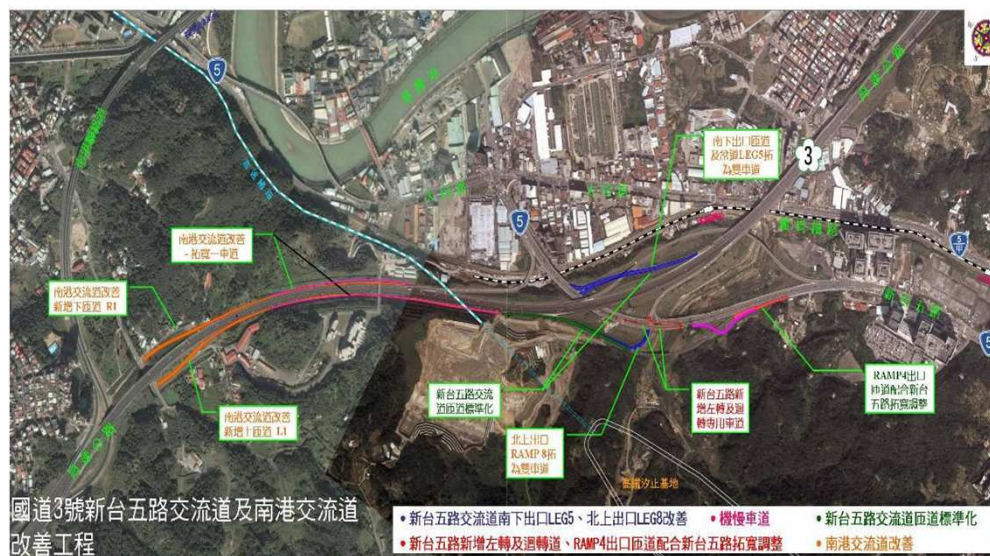 5
南下出口匝道
及岔道LEG5拓
為雙車道
3
5
南港交流道改善
-拓寬一車道
南港交流道改善
新增下匝道 R1
南港交流道改善
新增上匝道 L1
新台五路交流
道匝道標準化
北上出口
RAMP 8拓
為雙車道
新台五路新
增左轉及迴
轉專用車道
RAMP4出口
匝道配合新台
五路拓寬調整
新台五路
5
國道3號新台五路交流道及南港交流道
改善工程
•新台五路交流道南下出口LEG5、北上出口LEG8改善 •機慢車道 •新台五路交流道匝道標準化
•新台五路新增左轉及迴轉道、RAMP4出口匝道配合新台五路拓寬調整 •南港交流道改善